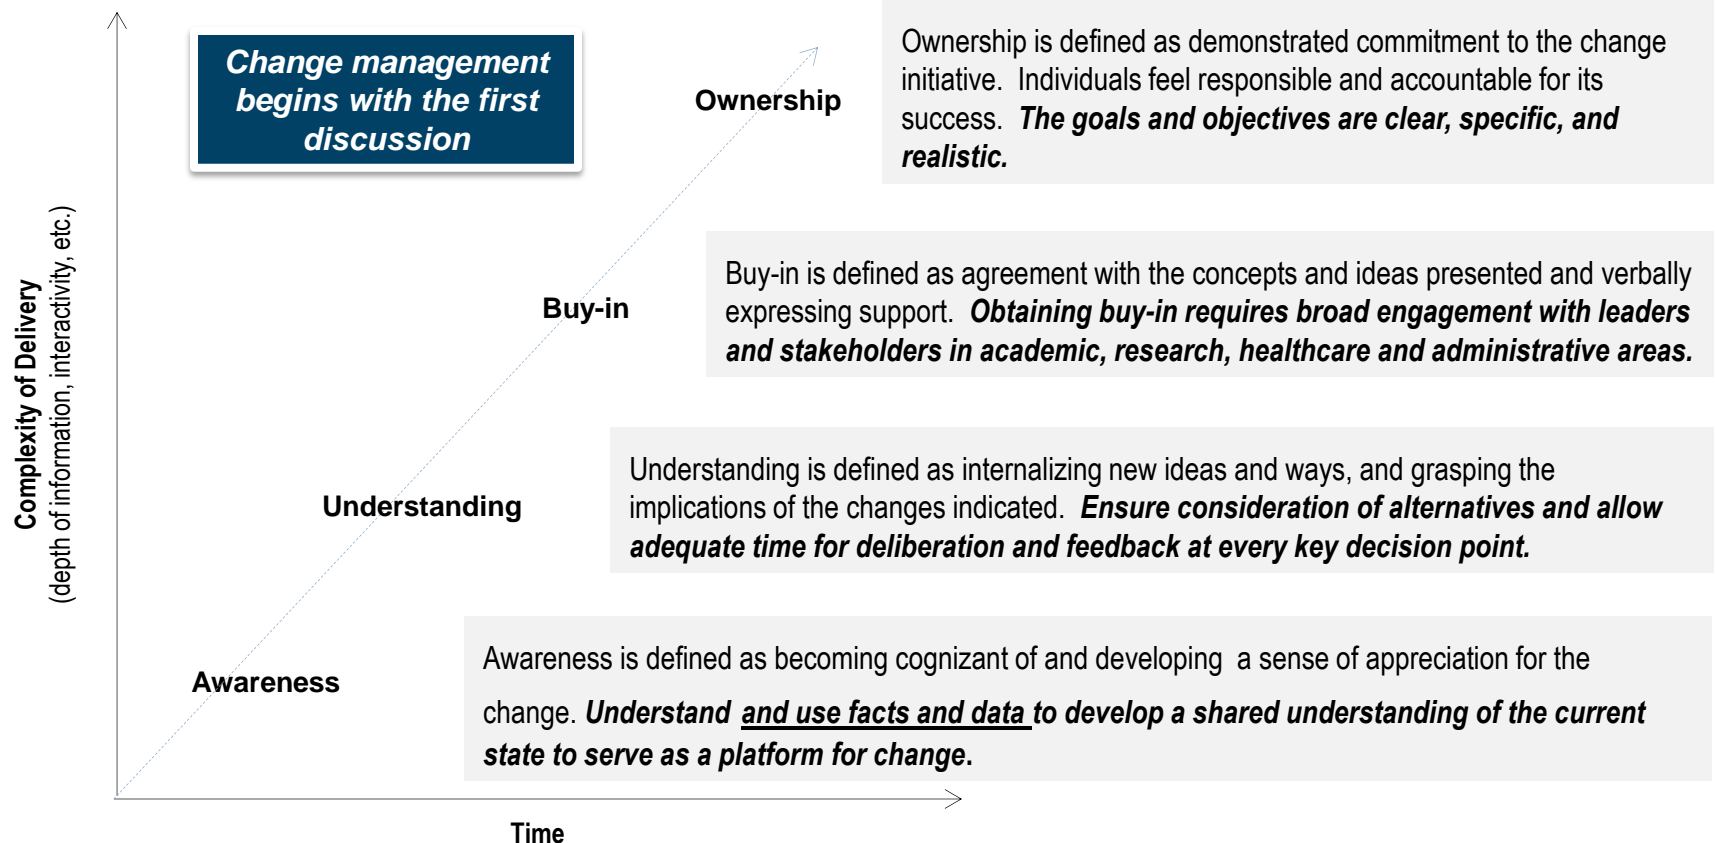 Change management
begins with the first
discussion
Ownership
Ownership is defined as demonstrated commitment to the change
initiative.  Individuals feel responsible and accountable for its
success.  The goals and objectives are clear, specific, and
realistic.
Buy-in
Buy-in is defined as agreement with the concepts and ideas presented and verbally
expressing support.  Obtaining buy-in requires broad engagement with leaders
and stakeholders in academic, research, healthcare and administrative areas.
Understanding
Understanding is defined as internalizing new ideas and ways, and grasping the
implications of the changes indicated.  Ensure consideration of alternatives and allow
adequate time for deliberation and feedback at every key decision point.
Awareness
Awareness is defined as becoming cognizant of and developing  a sense of appreciation for the
change. Understand  and use facts and data to develop a shared understanding of the current
state to serve as a platform for change.
Complexity of Delivery
(depth of information, interactivity, etc.)
Time